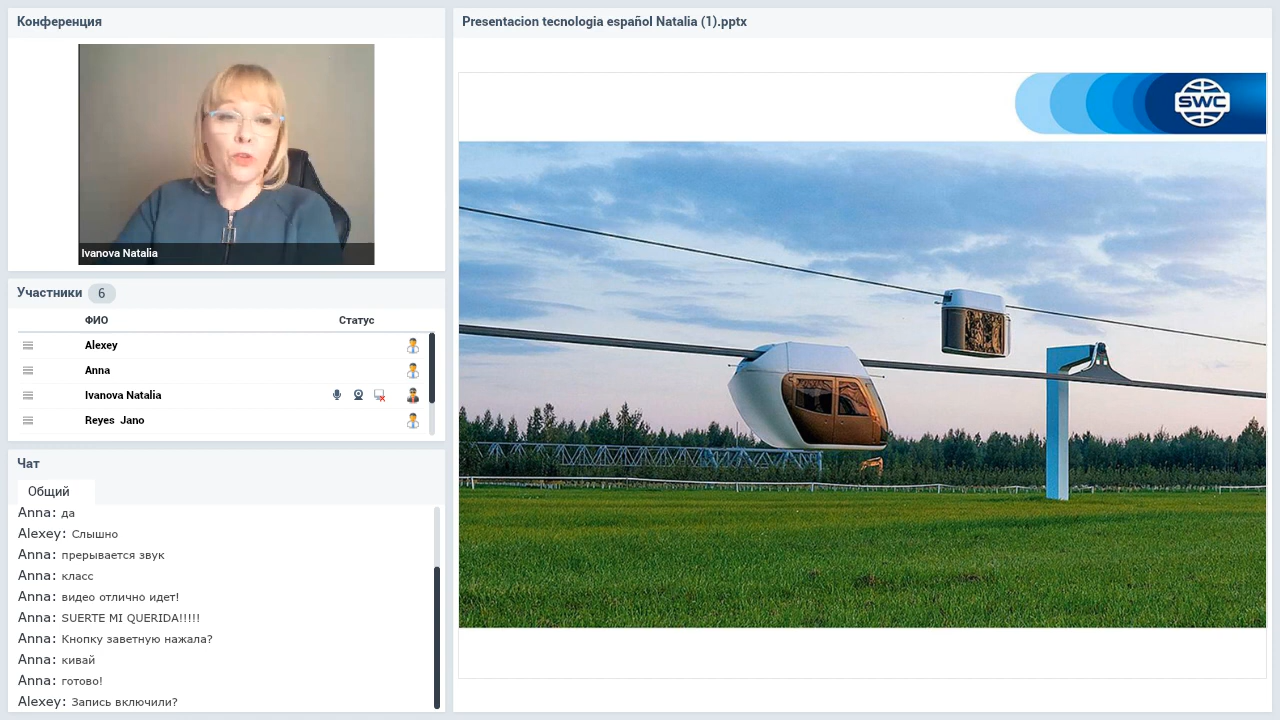 Конференция
Ivanova Natalia
Участники 6
ФИО Статус
Alexey
Anna
Ivanova Natalia
Reyes Jano
Чат
Общий
Anna: да
Alexey: Слышно
Anna: прерывается звук
Anna: класс
Anna: видео отлично идет!
Anna: SUERTE MI QUERIDA!!!!!
Anna: Кнопку заветную нажала?
Anna: кивай
Anna: готово!
Alexey: Запись включили?
Presentacion tecnologia español Natalia (1).pptx
SWC